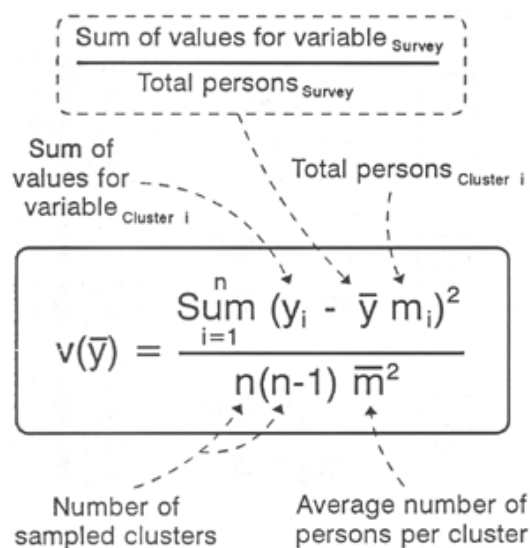 Sum of values for variable Survey
Total persons Survey
Sum of
values for
variable Cluster i
Total persons Cluster i
v(ȳ) = Sum i=1 n (yᵢ - ȳ mᵢ)² / n(n-1) m̄²
Number of
sampled clusters
Average number of
persons per cluster